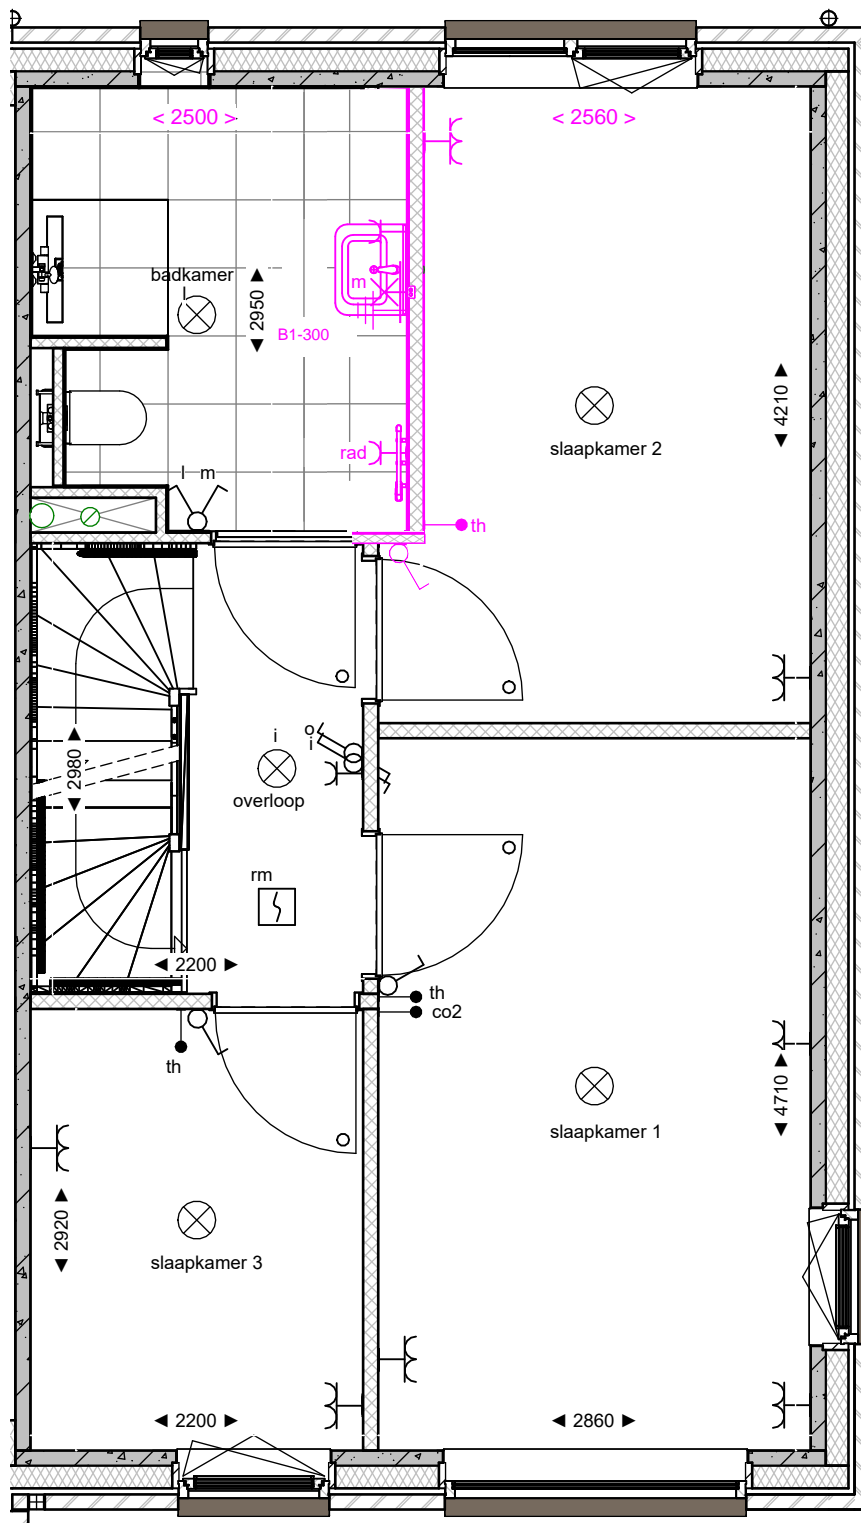 < 2500 >
< 2560 >
badkamer
l
2950
m
B1-300
4210
slaapkamer 2
rad
l m
th
i
o
i
2980
overloop
rm
2200
th
co2
th
4710
slaapkamer 1
2920
slaapkamer 3
2200
2860